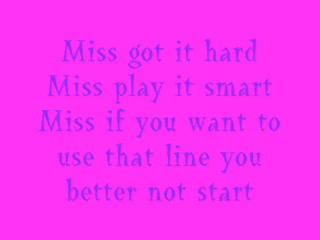 Miss got it hard
Miss play it smart
Miss if you want to
use that line you
better not start